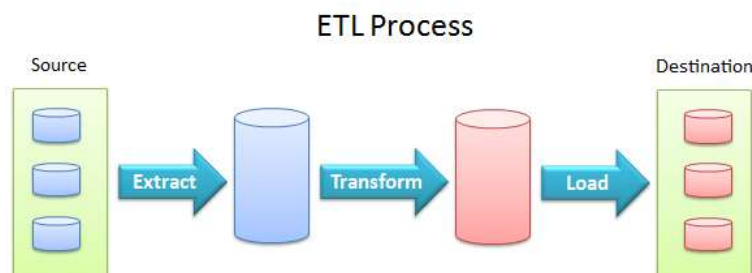 ETL Process
Source
Destination
Extract
Transform
Load